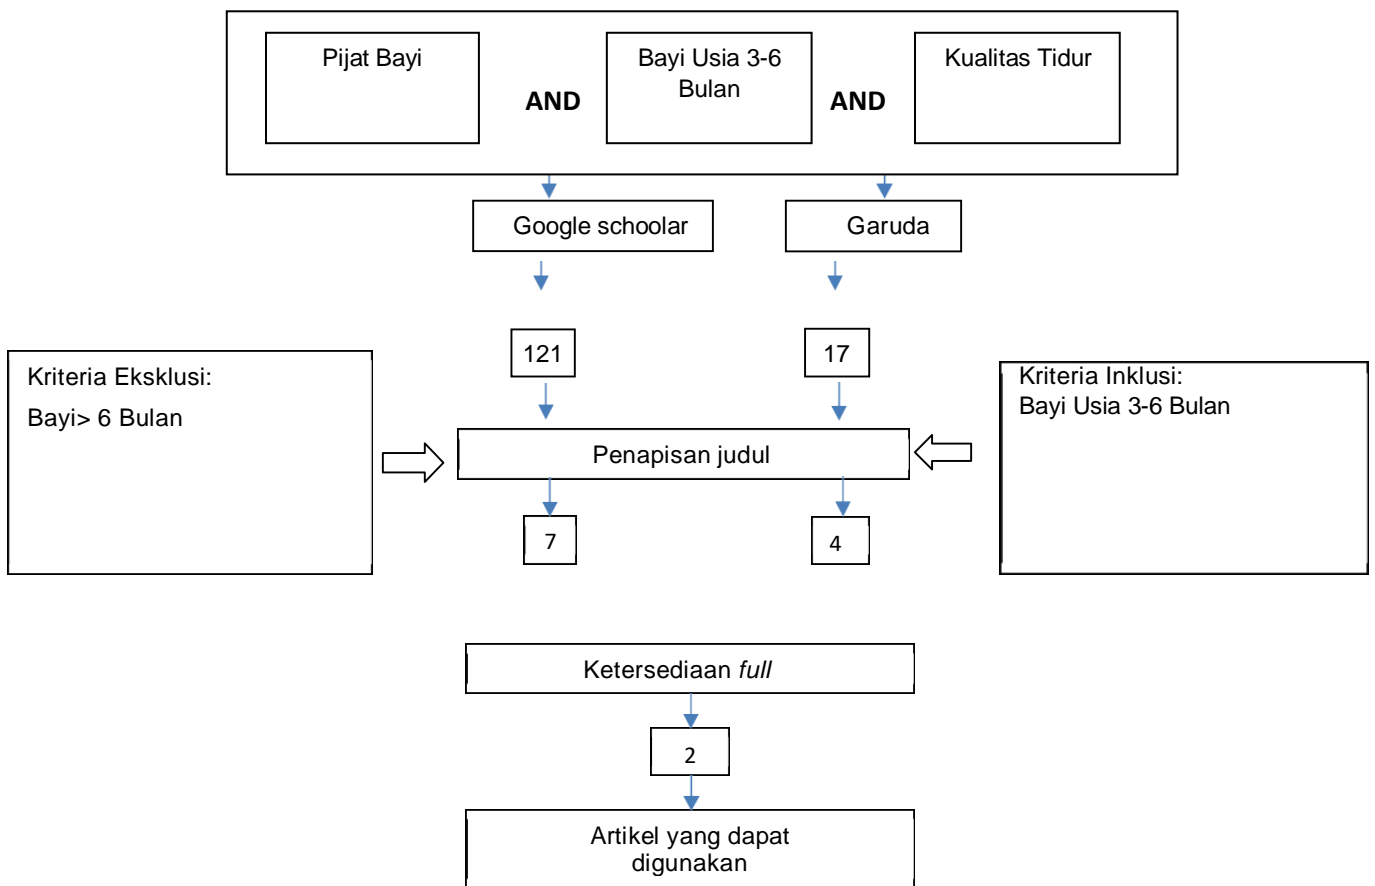 Pijat Bayi
AND
Bayi Usia 3-6
Bulan
AND
Kualitas Tidur
Google schoolar
Garuda
121
17
Kriteria Eksklusi:
Bayi> 6 Bulan
Kriteria Inklusi:
Bayi Usia 3-6 Bulan
Penapisan judul
7
4
Ketersediaan full
2
Artikel yang dapat
digunakan